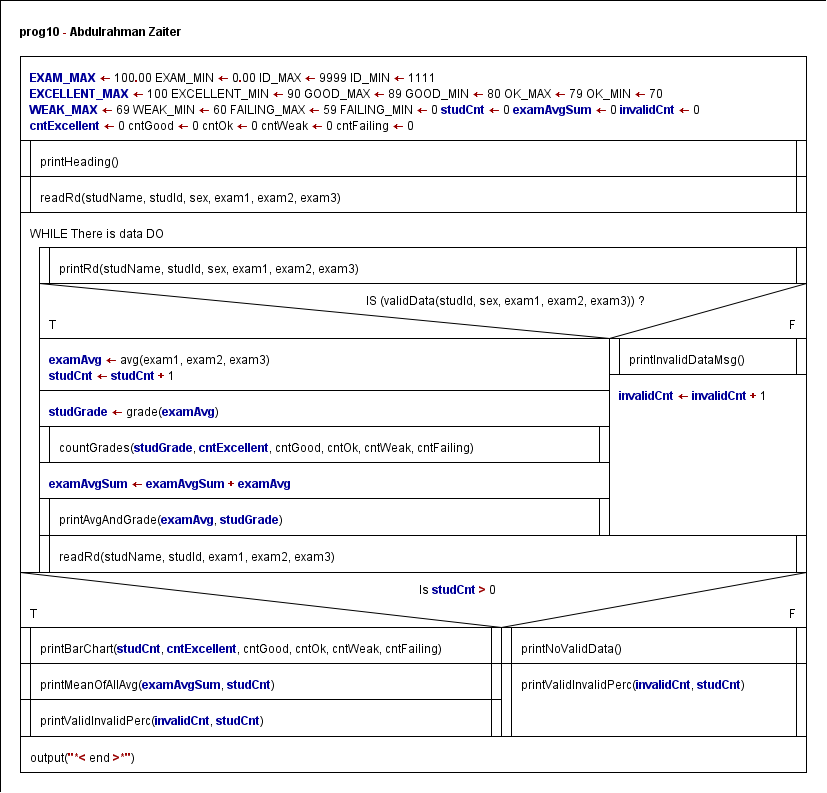 prog10 - Abdulrahman Zaiter
EXAM_MAX ← 100.00 EXAM_MIN ← 0.00 ID_MAX ← 9999 ID_MIN ← 1111
EXCELLENT_MAX ← 100 EXCELLENT_MIN ← 90 GOOD_MAX ← 89 GOOD_MIN ← 80 OK_MAX ← 79 OK_MIN ← 70
WEAK_MAX ← 69 WEAK_MIN ← 60 FAILING_MAX ← 59 FAILING_MIN ← 0 studCnt ← 0 examAvgSum ← 0 invalidCnt ← 0
cntExcellent ← 0 cntGood ← 0 cntOk ← 0 cntWeak ← 0 cntFailing ← 0
printHeading()
readRd(studName, studId, sex, exam1, exam2, exam3)
WHILE There is data DO
printRd(studName, studId, sex, exam1, exam2, exam3)
IS (validData(studId, sex, exam1, exam2, exam3)) ?
T F
examAvg ← avg(exam1, exam2, exam3)
studCnt ← studCnt + 1
studGrade ← grade(examAvg)
countGrades(studGrade, cntExcellent, cntGood, cntOk, cntWeak, cntFailing)
examAvgSum ← examAvgSum + examAvg
printAvgAndGrade(examAvg, studGrade)
printInvalidDataMsg()
invalidCnt ← invalidCnt + 1
readRd(studName, studId, exam1, exam2, exam3)
Is studCnt > 0
T F
printBarChart(studCnt, cntExcellent, cntGood, cntOk, cntWeak, cntFailing)
printMeanOfAllAvg(examAvgSum, studCnt)
printValidInvalidPerc(invalidCnt, studCnt)
printNoValidData()
printValidInvalidPerc(invalidCnt, studCnt)
output("*< end >*")